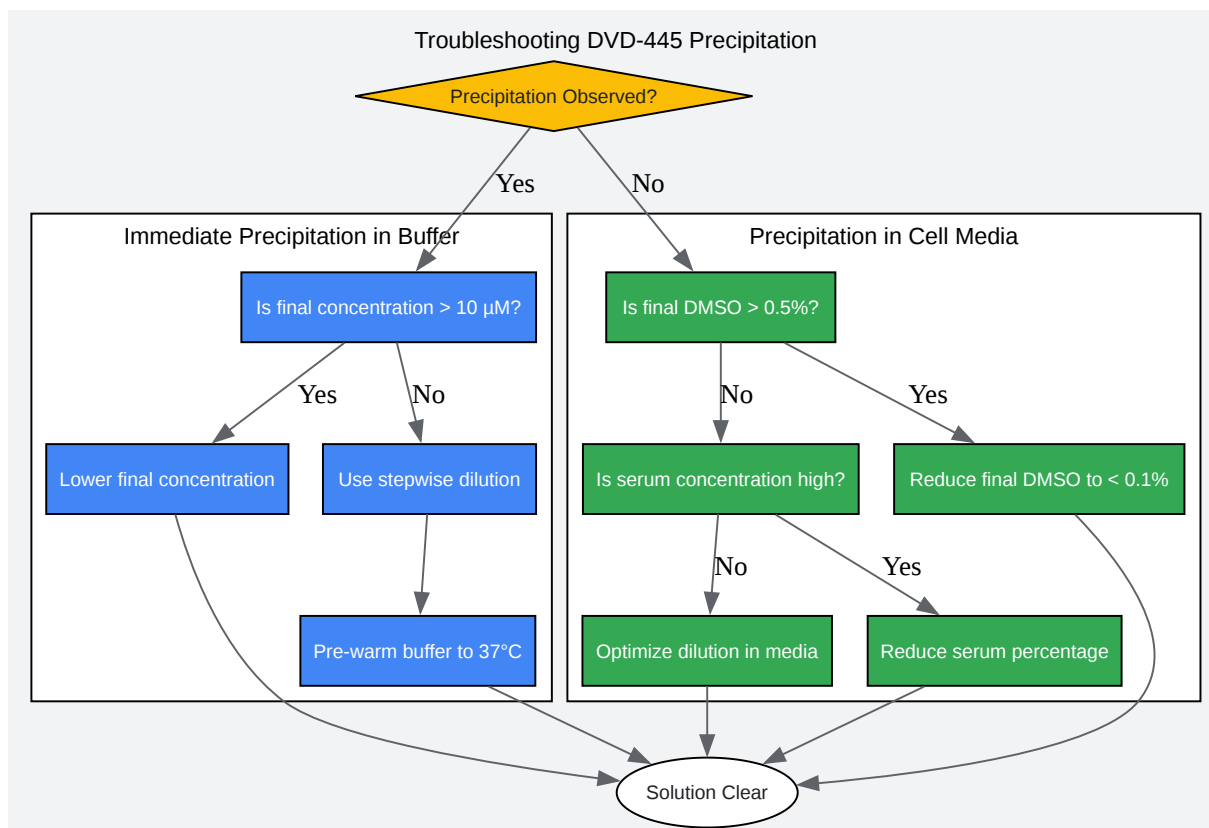 Troubleshooting DVD-445 Precipitation
Precipitation Observed?
Yes
No
Immediate Precipitation in Buffer
Is final concentration > 10 µM?
Yes
No
Lower final concentration
Use stepwise dilution
Pre-warm buffer to 37°C
Precipitation in Cell Media
Is final DMSO > 0.5%?
No
Yes
Is serum concentration high?
Reduce final DMSO to < 0.1%
No
Yes
Optimize dilution in media
Reduce serum percentage
Solution Clear